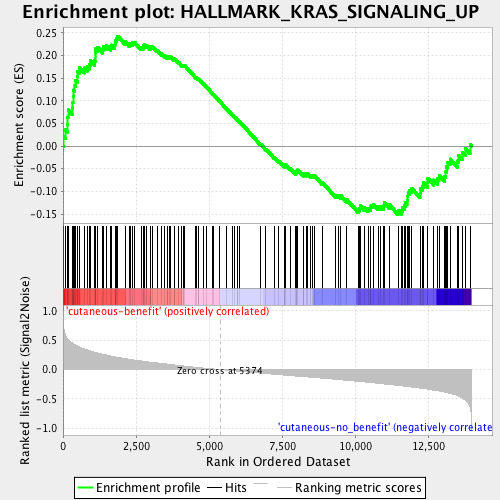 Enrichment plot: HALLMARK_KRAS_SIGNALING_UP
Enrichment score (ES)
0.25
0.20
0.15
0.10
0.05
0.00
-0.05
-0.10
-0.15
'cutaneous-benefit' (positively correlated)
Ranked list metric (Signal2Noise)
1.0
0.5
0.0
-0.5
-1.0
Zero cross at 5374
'cutaneous-no_benefit' (negatively correlate
0
2,500
5,000
7,500
10,000
12,500
Rank in Ordered Dataset
Enrichment profile
Hits
Ranking metric scores